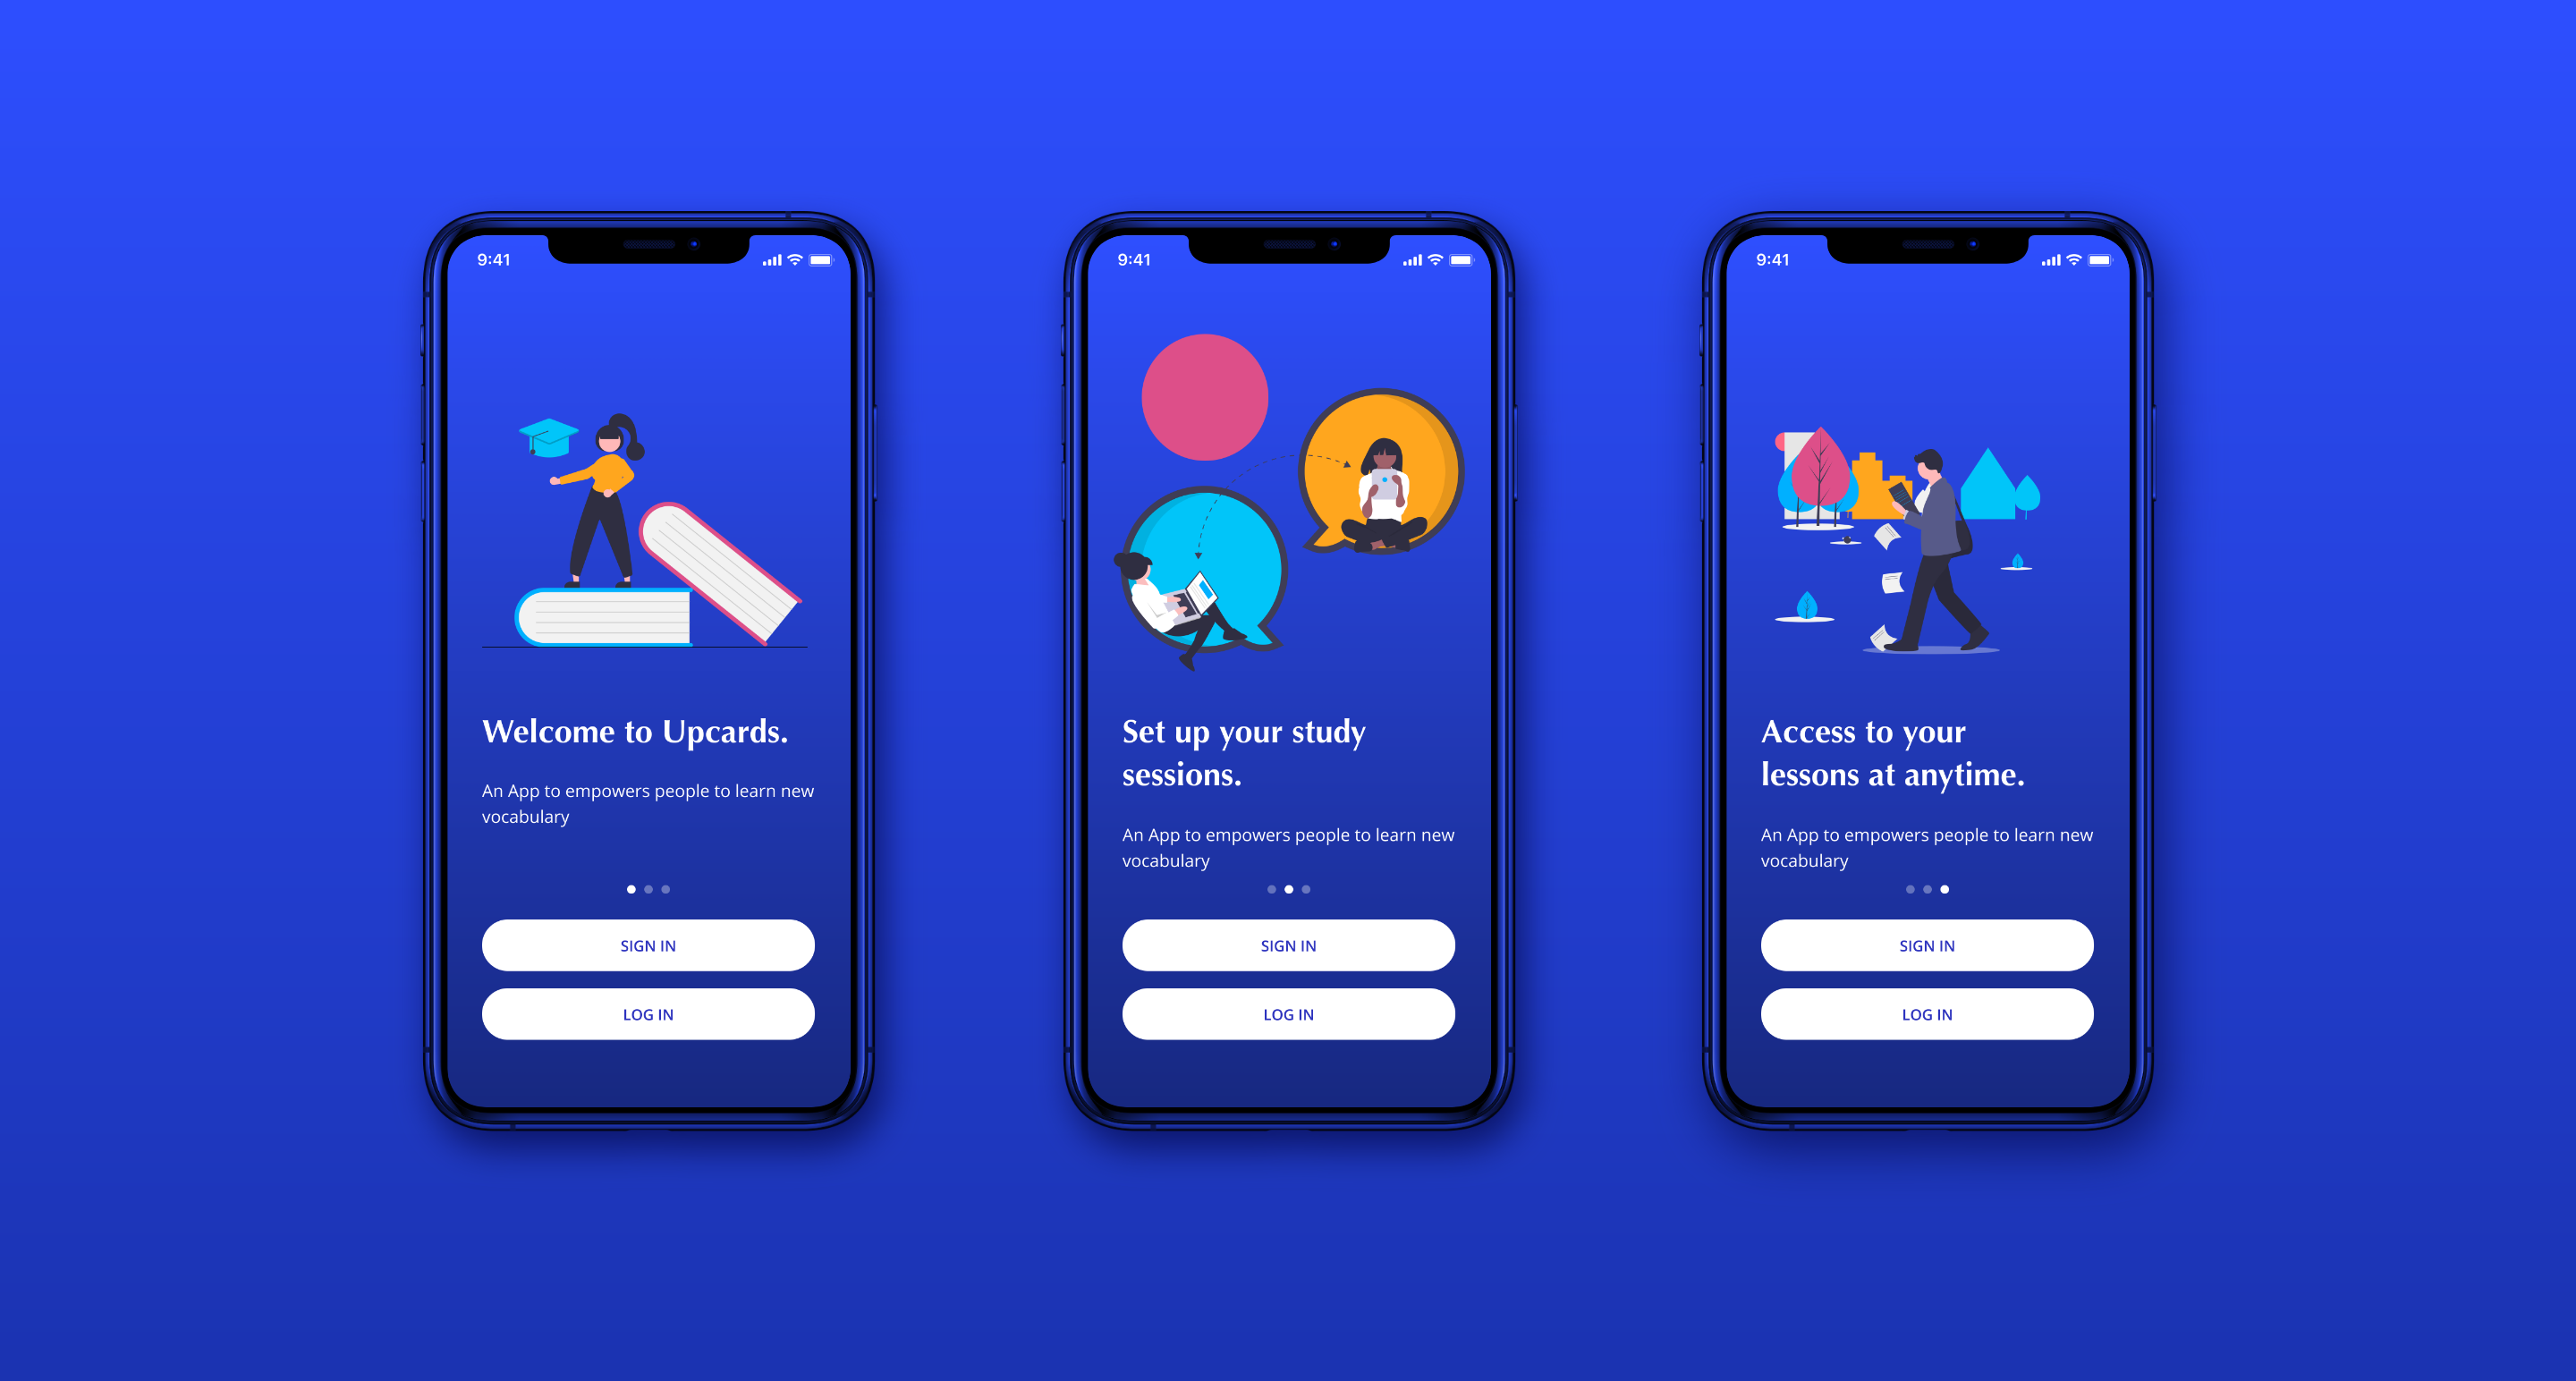 9:41
Welcome to Upcards.
An App to empowers people to learn new
vocabulary
SIGN IN
LOG IN
9:41
Set up your study
sessions.
An App to empowers people to learn new
vocabulary
SIGN IN
LOG IN
9:41
Access to your
lessons at anytime.
An App to empowers people to learn new
vocabulary
SIGN IN
LOG IN